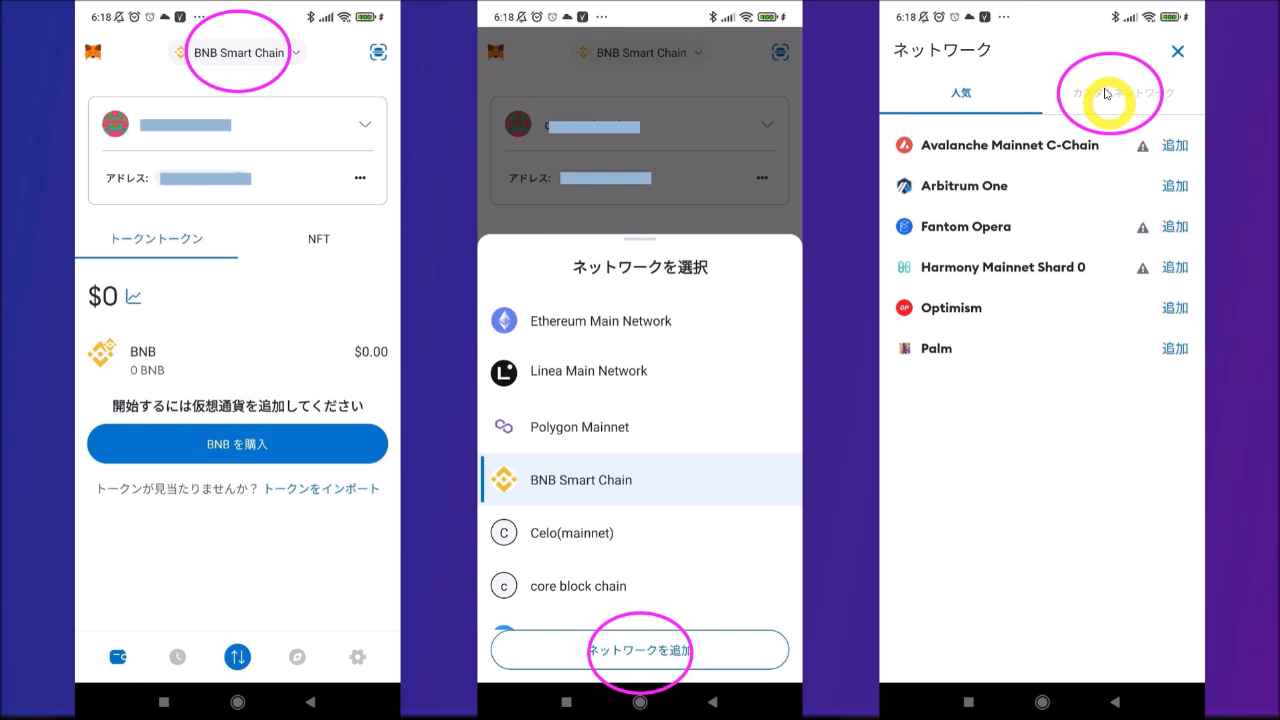 6:18
BNB Smart Chain
アドレス:
トークントークン
NFT
$0
BNB
$0.00
0 BNB
開始するには仮想通貨を追加してください
BNB を購入
トークンが見当たりませんか？ トークンをインポート
6:18
BNB Smart Chain
アドレス:
ネットワークを選択
Ethereum Main Network
Linea Main Network
Polygon Mainnet
BNB Smart Chain
C
Celo(mainnet)
c
core block chain
ネットワークを追加
6:18
ネットワーク
人気
Avalanche Mainnet C-Chain
追加
Arbitrum One
追加
Fantom Opera
追加
Harmony Mainnet Shard 0
追加
OP
Optimism
追加
Palm
追加